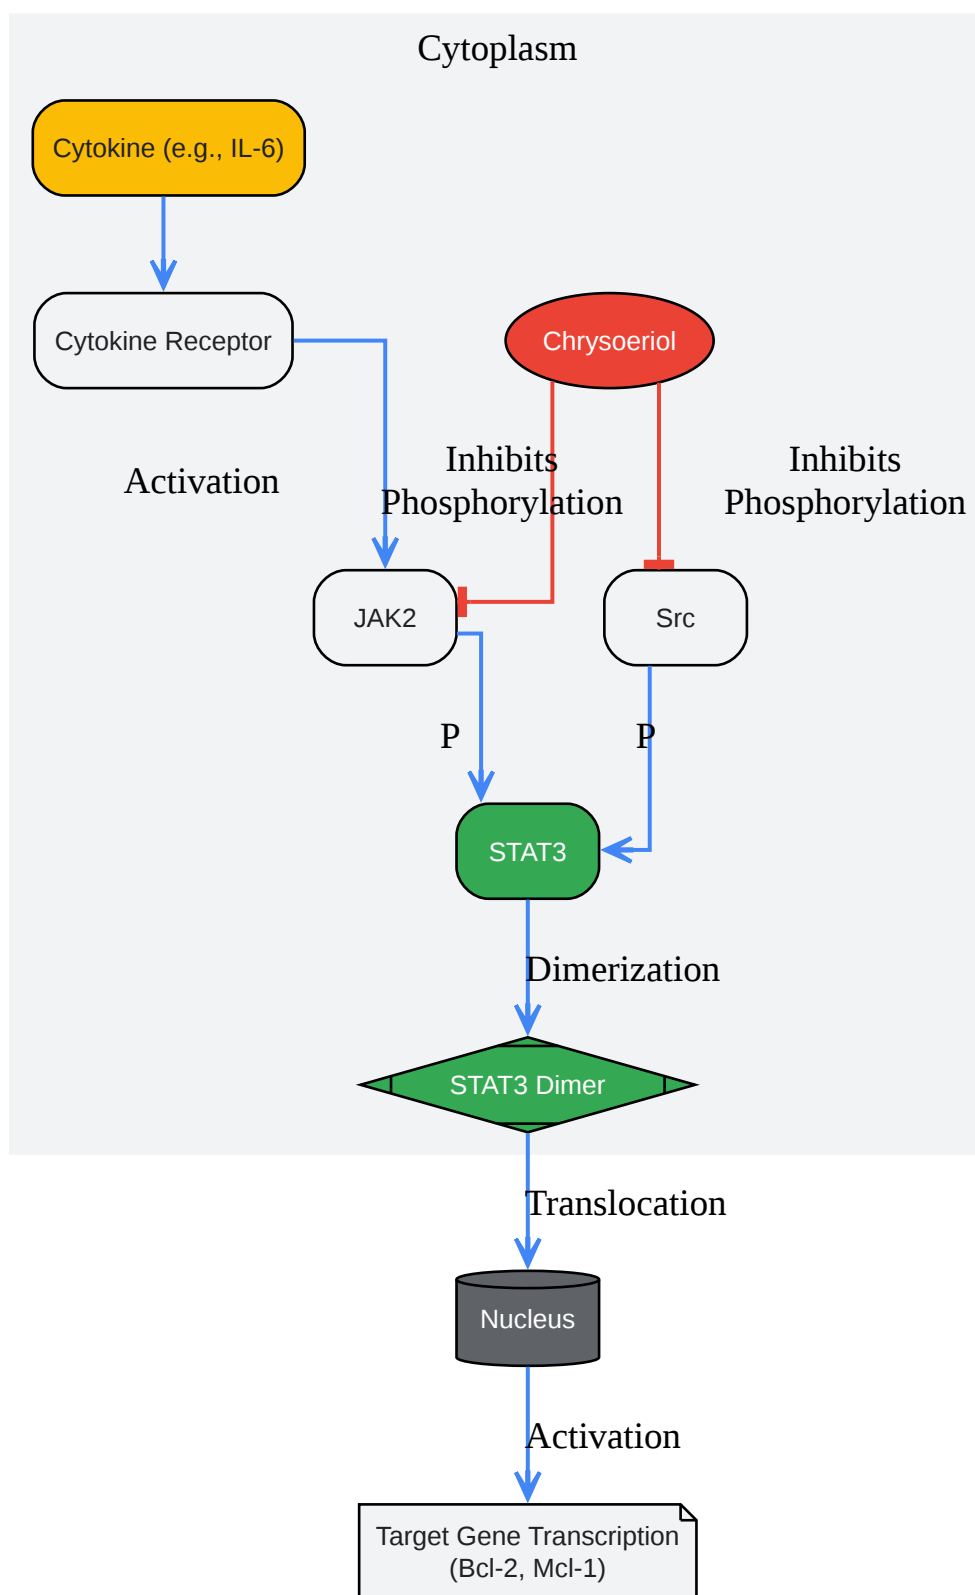 Cytoplasm
Cytokine (e.g., IL-6)
Cytokine Receptor
Chrysoeriol
Activation
Inhibits
Phosphorylation
Inhibits
Phosphorylation
JAK2
Src
P
P
STAT3
Dimerization
STAT3 Dimer
Translocation
Nucleus
Activation
Target Gene Transcription
(Bcl-2, Mcl-1)